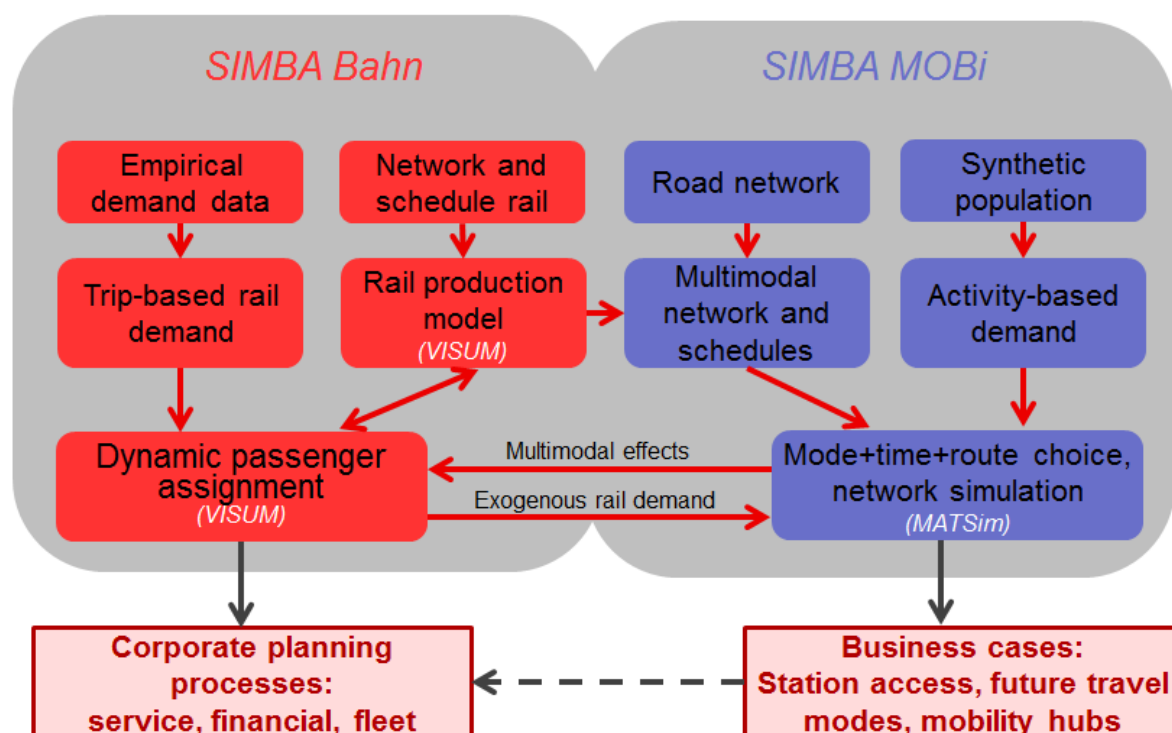 SIMBA Bahn
SIMBA MOBi
Empirical
demand data
Network and
schedule rail
Road network
Synthetic
population
Trip-based rail
demand
Rail production
model
(VISUM)
Multimodal
network and
schedules
Activity-based
demand
Dynamic passenger
assignment
(VISUM)
Multimodal effects
Exogenous rail demand
Mode+time+route choice,
network simulation
(MATSim)
Corporate planning
processes:
service, financial, fleet
Business cases:
Station access, future travel
modes, mobility hubs